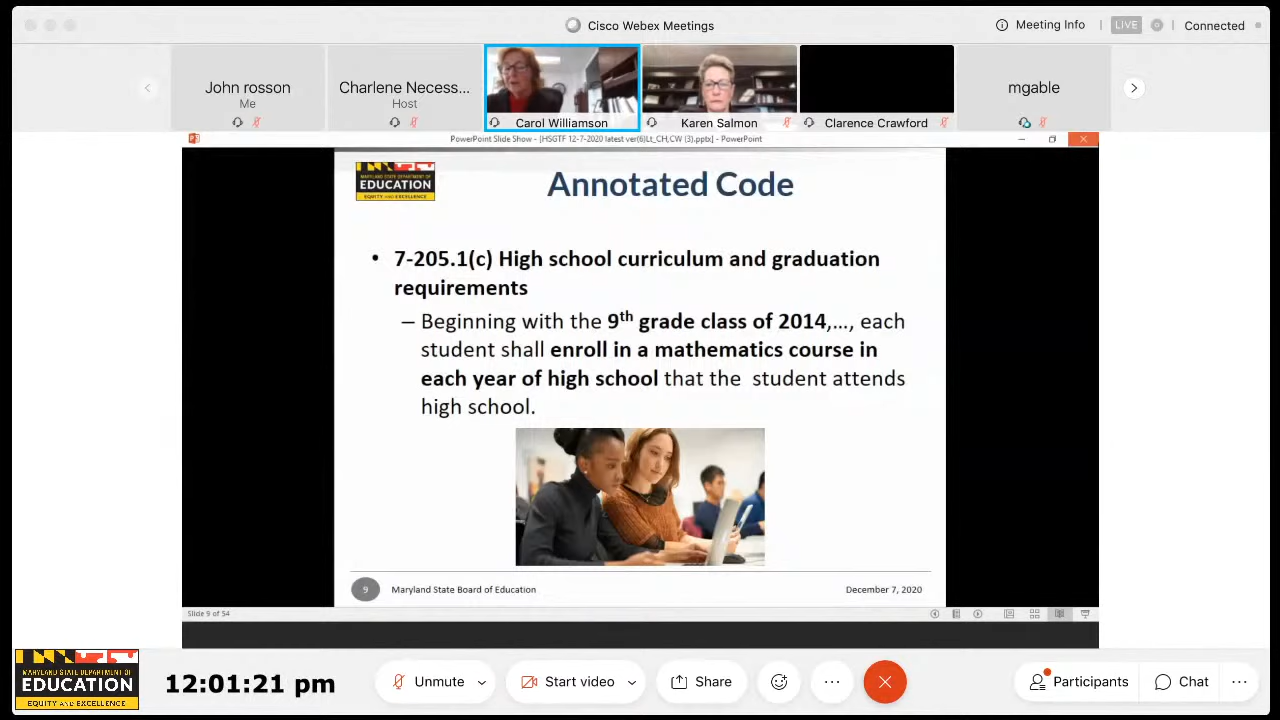 Cisco Webex Meetings
Meeting Info
LIVE
Connected
John rosson
Me
Charlene Necess...
Host
Carol Williamson
Karen Salmon
Clarence Crawford
mgable
PowerPoint Slide Show - [HSGTF 12-7-2020 latest ver(6)Lt_CH;CW (3).pptx] - PowerPoint
MARYLAND STATE DEPARTMENT OF
EDUCATION
EQUITY AND EXCELLENCE
Annotated Code
• 7-205.1(c) High school curriculum and graduation
requirements
– Beginning with the 9th grade class of 2014,..., each
student shall enroll in a mathematics course in
each year of high school that the student attends
high school.
9
Maryland State Board of Education
December 7, 2020
Slide 9 of 54
MARYLAND STATE DEPARTMENT OF
EDUCATION
EQUITY AND EXCELLENCE
12:01:21 pm
Unmute
Start video
Share
Participants
Chat